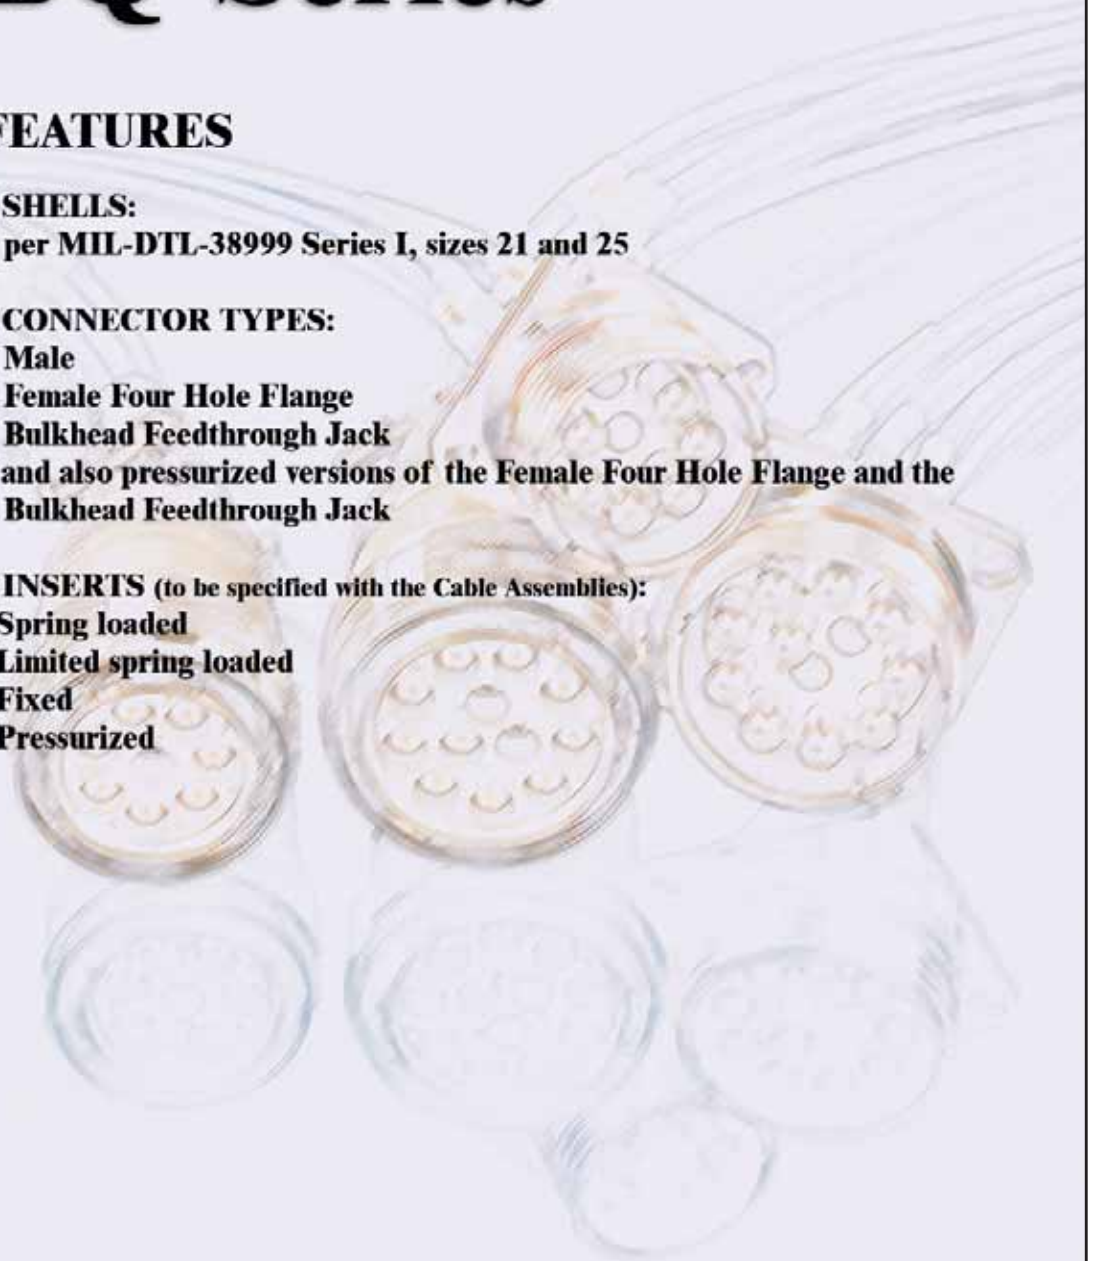 Series
FEATURES
SHELLS:
per MIL-DTL-38999 Series I, sizes 21 and 25
CONNECTOR TYPES:
Male
Female Four Hole Flange
Bulkhead Feedthrough Jack
and also pressurized versions of the Female Four Hole Flange and the
Bulkhead Feedthrough Jack
INSERTS (to be specified with the Cable Assemblies):
Spring loaded
Limited spring loaded
Fixed
Pressurized